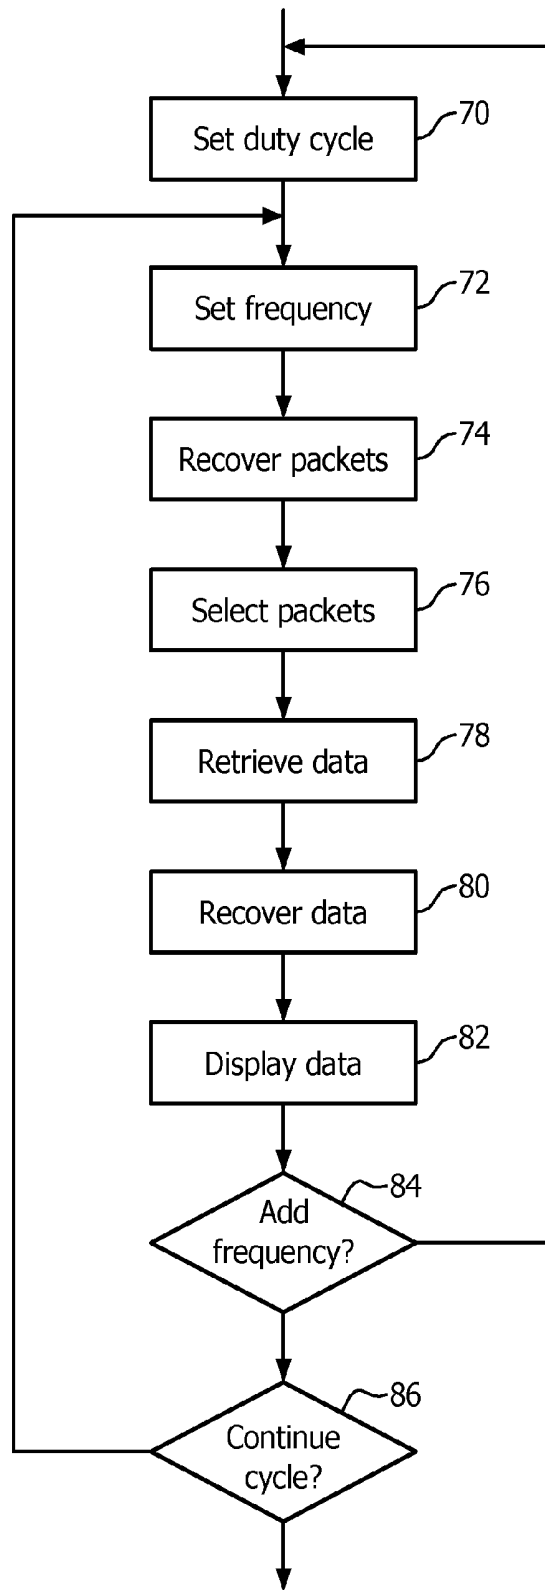 70
Set duty cycle
72
Set frequency
74
Recover packets
76
Select packets
78
Retrieve data
80
Recover data
82
Display data
84
Add
frequency?
86
Continue
cycle?